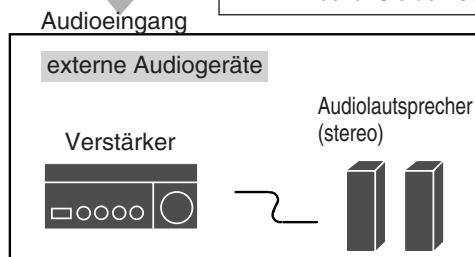 Audioeingang
externe Audiogeräte
Audiolautsprecher
(stereo)
Verstärker